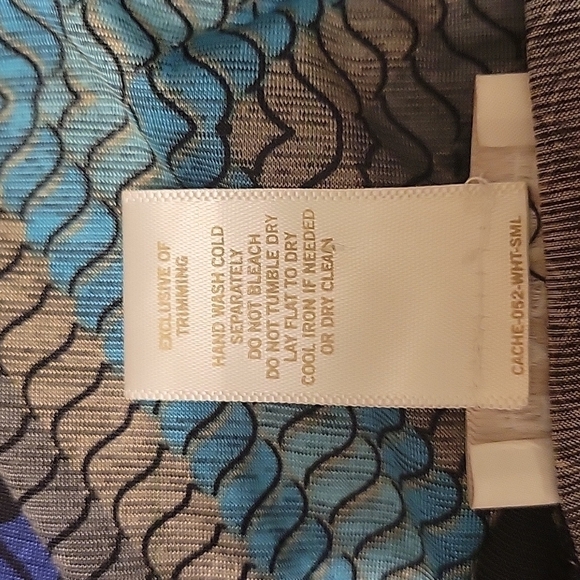 EXCLUSIVE OF
TRIMMING
HAND WASH COLD
SEPARATELY
DO NOT BLEACH
DO NOT TUMBLE DRY
LAY FLAT TO DRY
COOL IRON IF NEEDED
OR DRY CLEAN
CACHE-052-WHT-SML